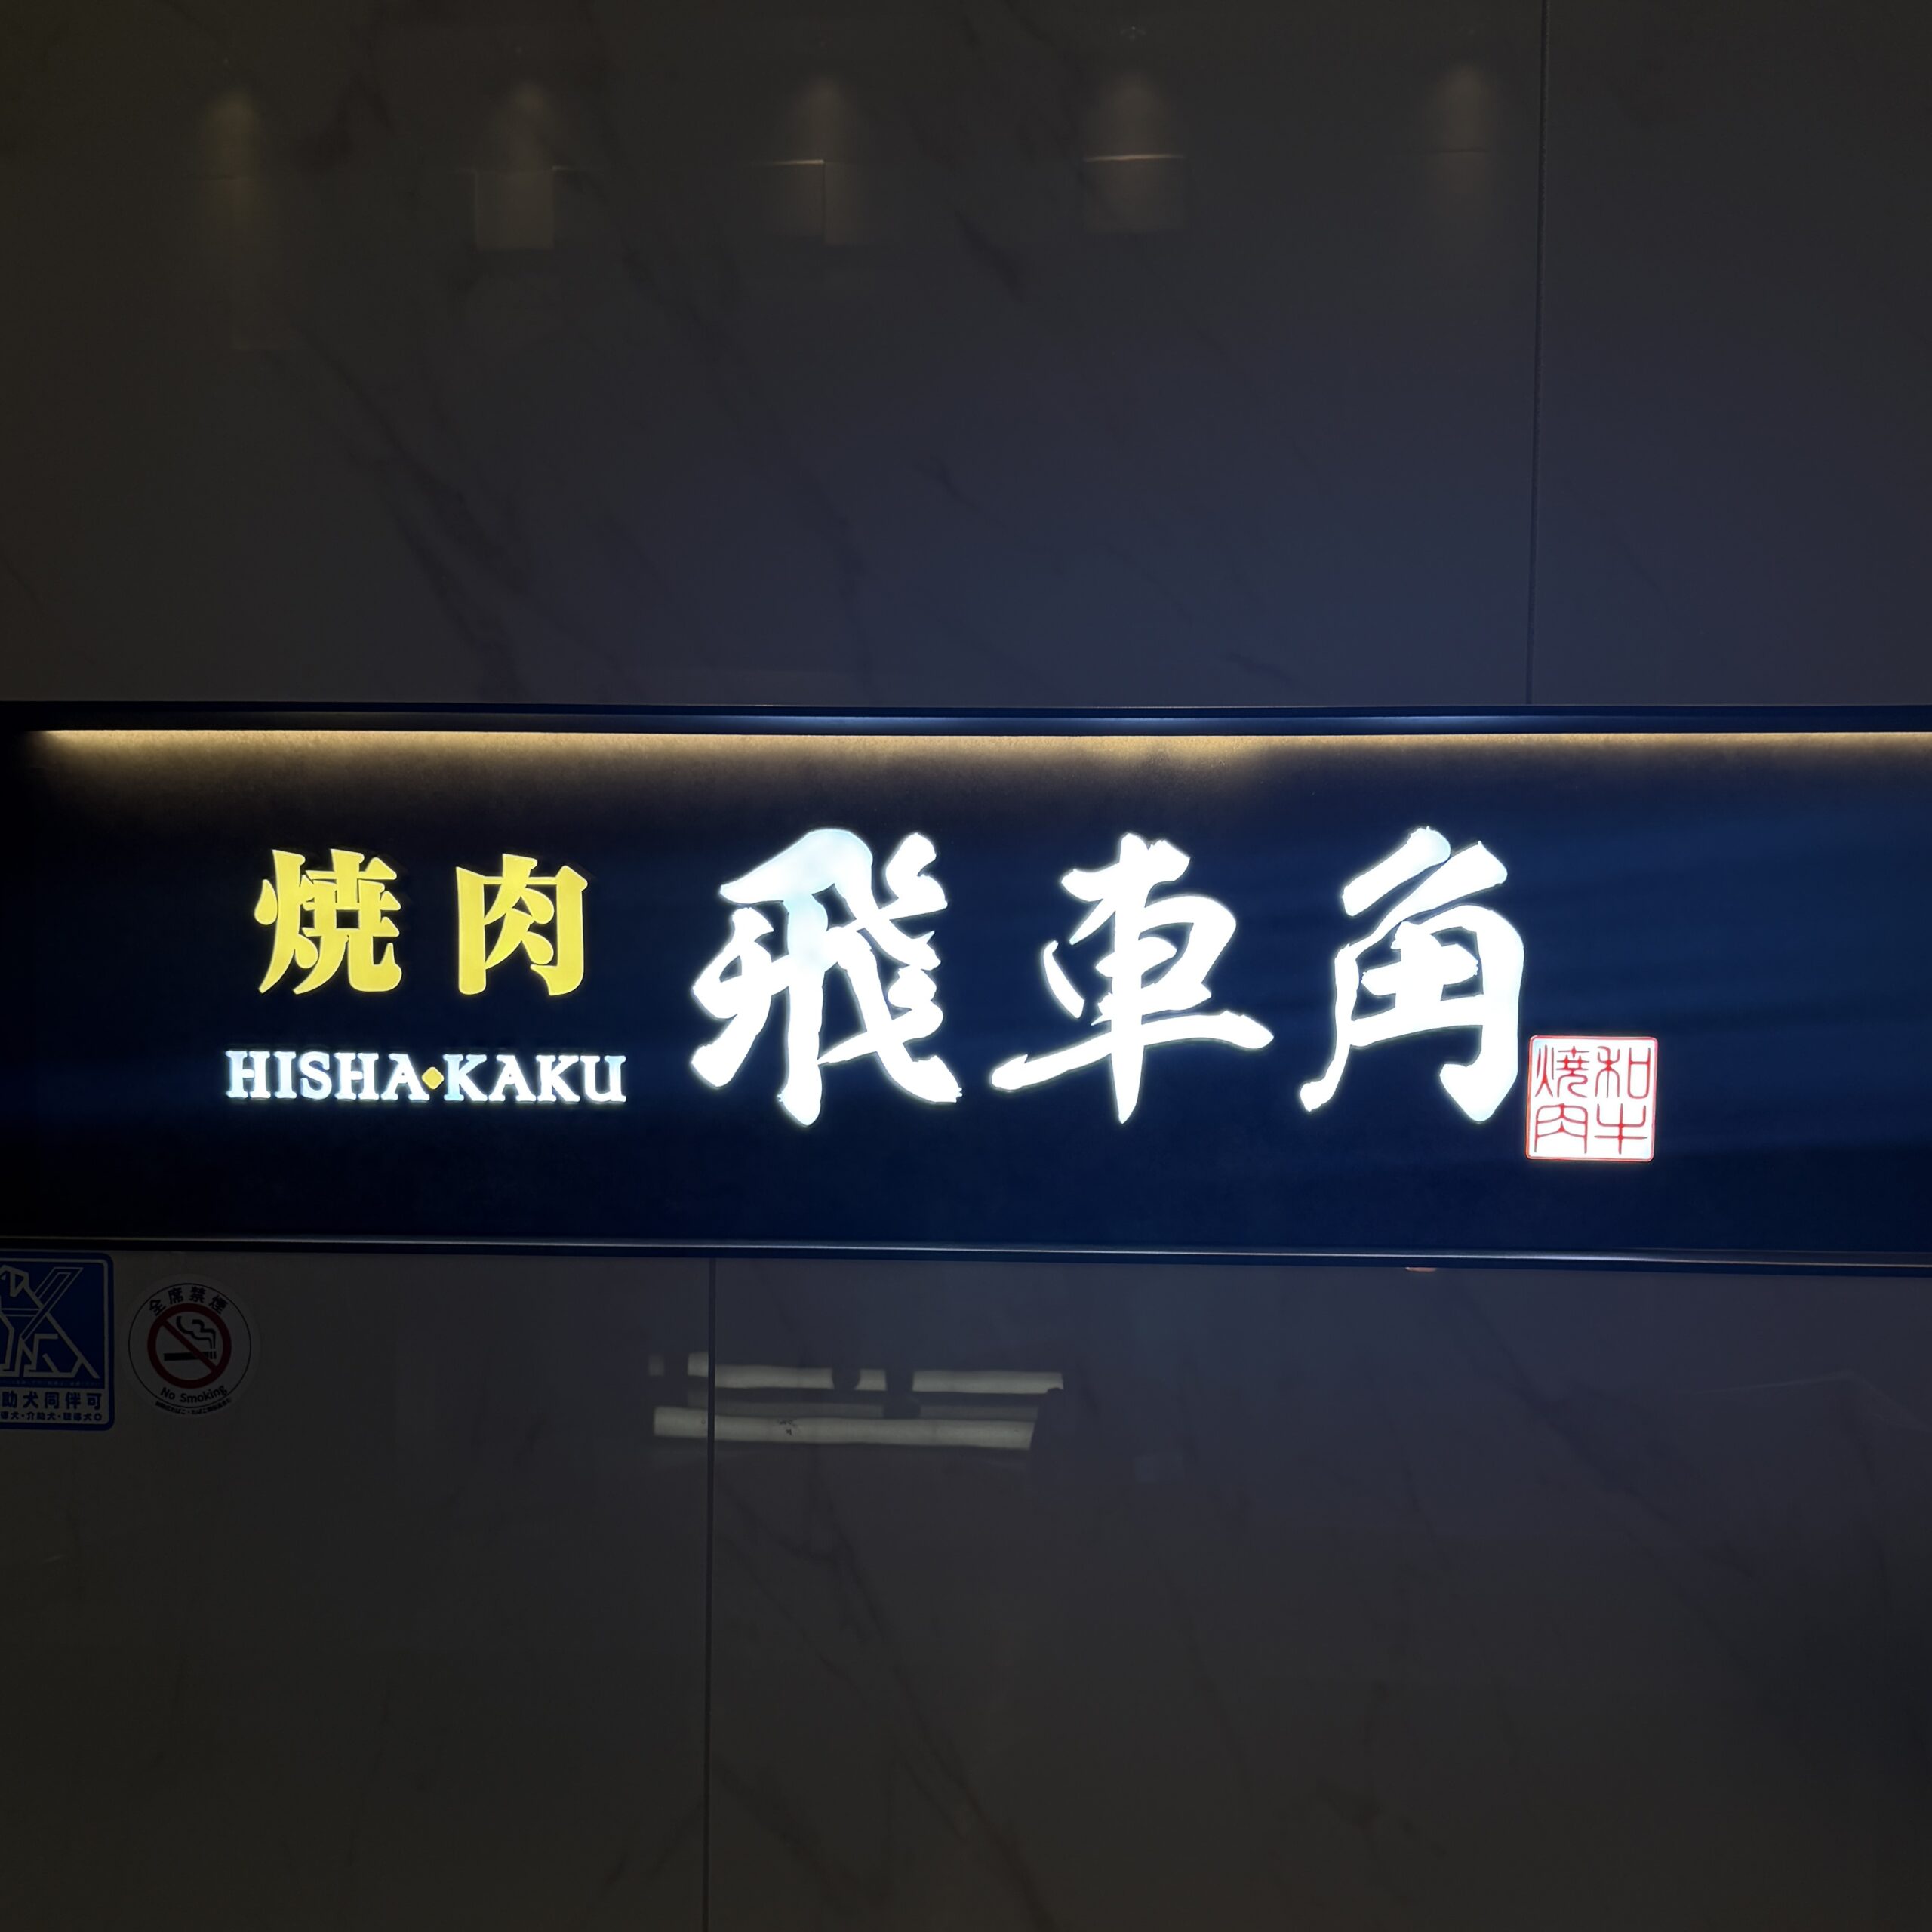 焼肉
HISHA◆KAKU
飛車角
和牛
焼肉
助犬同伴可
全席禁煙
No Smoking